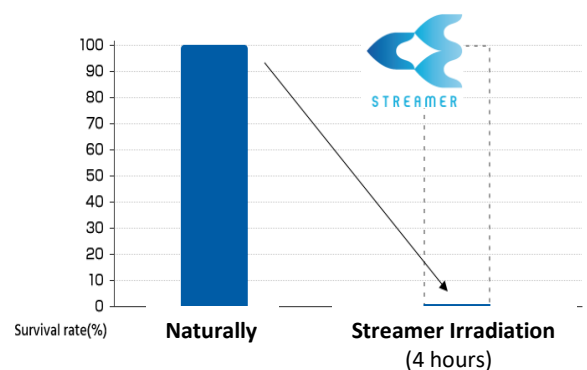 100
90
80
70
60
50
40
30
20
10
0
STREAMER
Survival rate(%)
Naturally
Streamer Irradiation
(4 hours)